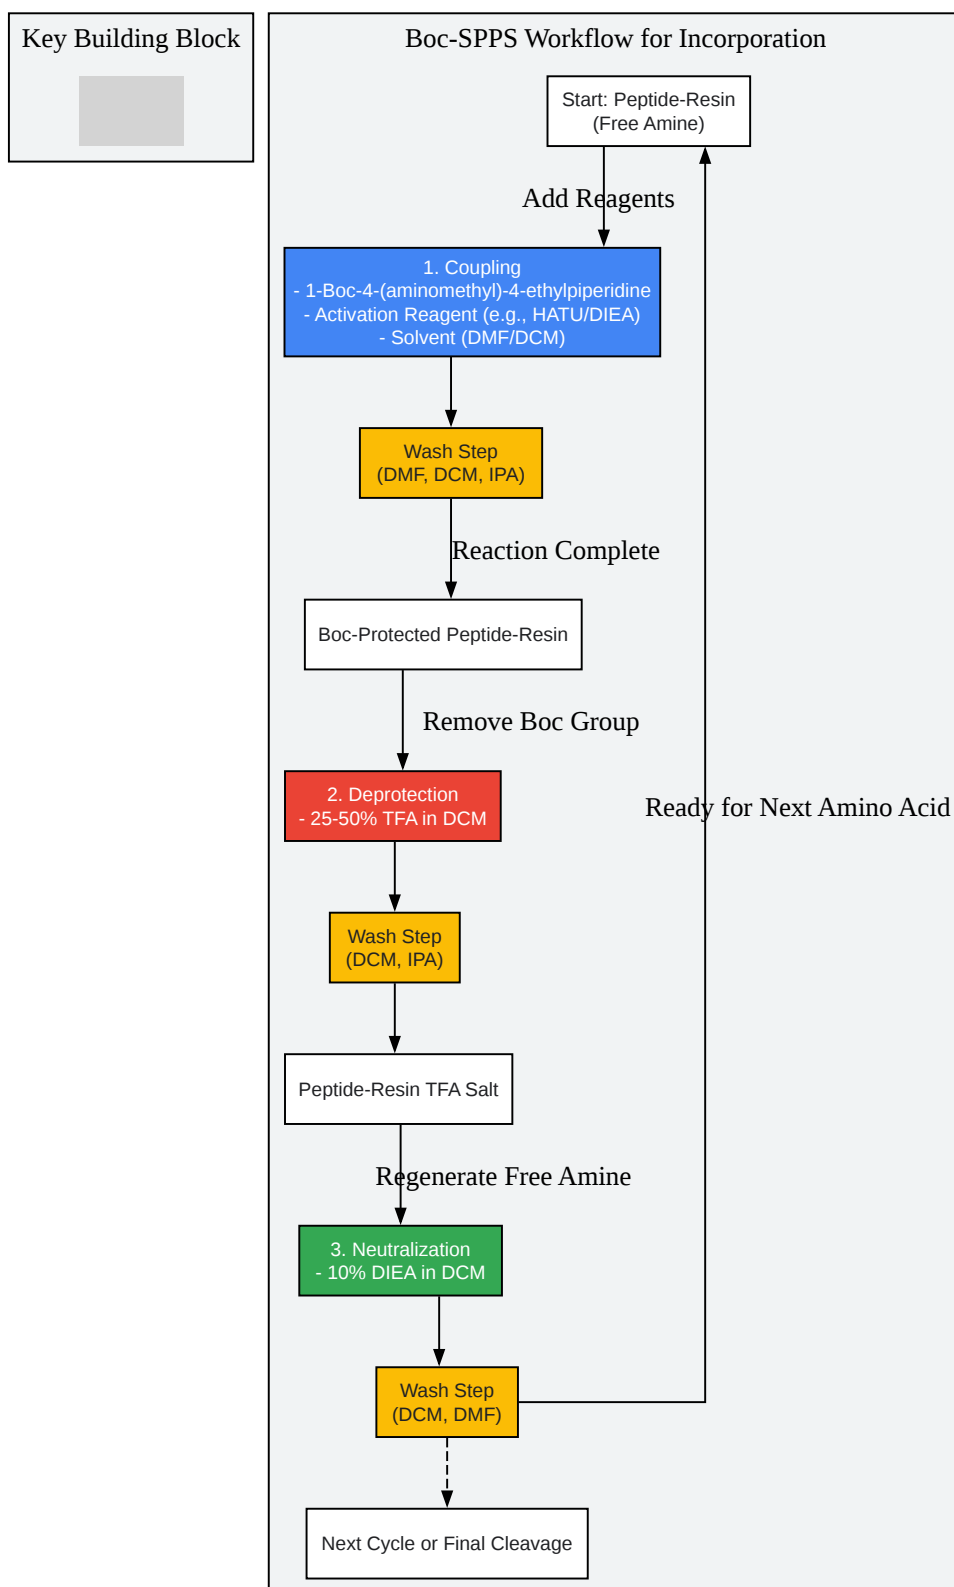 Key Building Block
Boc-SPPS Workflow for Incorporation
Start: Peptide-Resin
(Free Amine)
Add Reagents
1. Coupling
- 1-Boc-4-(aminomethyl)-4-ethylpiperidine
- Activation Reagent (e.g., HATU/DIEA)
- Solvent (DMF/DCM)
Wash Step
(DMF, DCM, IPA)
Reaction Complete
Boc-Protected Peptide-Resin
Remove Boc Group
2. Deprotection
- 25-50% TFA in DCM
Ready for Next Amino Acid
Wash Step
(DCM, IPA)
Peptide-Resin TFA Salt
Regenerate Free Amine
3. Neutralization
- 10% DIEA in DCM
Wash Step
(DCM, DMF)
Next Cycle or Final Cleavage